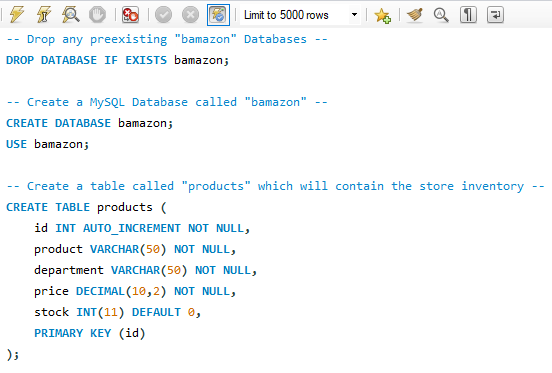 Limit to 5000 rows
-- Drop any preexisting "bamazon" Databases --
DROP DATABASE IF EXISTS bamazon;
-- Create a MySQL Database called "bamazon" --
CREATE DATABASE bamazon;
USE bamazon;
-- Create a table called "products" which will contain the store inventory --
CREATE TABLE products (
id INT AUTO_INCREMENT NOT NULL,
product VARCHAR(50) NOT NULL,
department VARCHAR(50) NOT NULL,
price DECIMAL(10,2) NOT NULL,
stock INT(11) DEFAULT 0,
PRIMARY KEY (id)
);